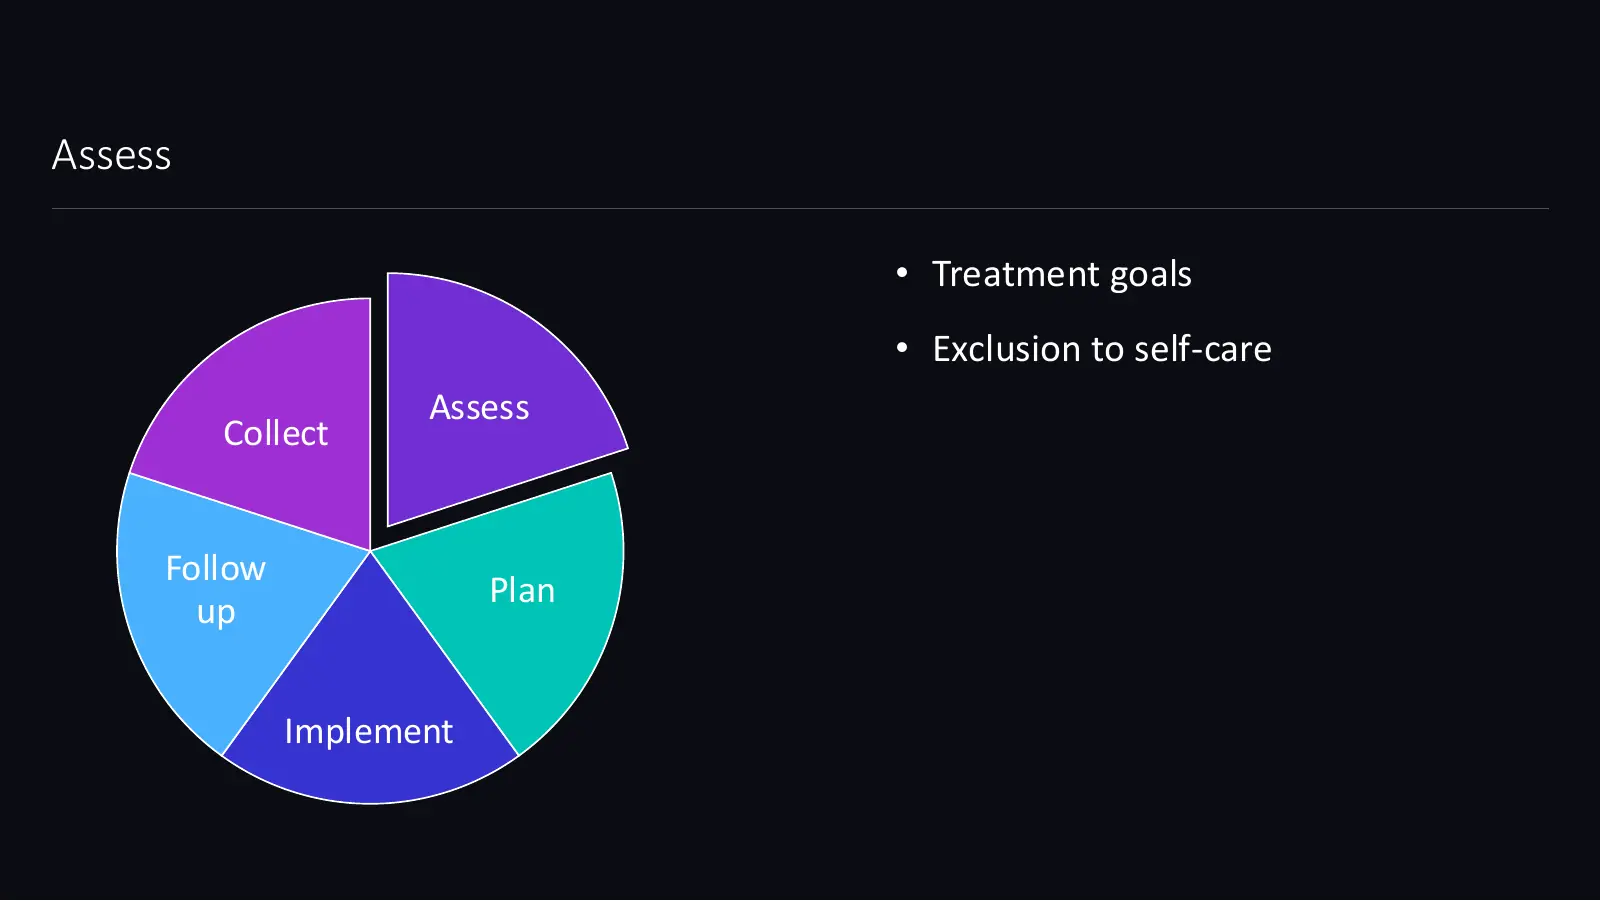 Assess
Assess
Collect
Plan
Implement
Follow
up
• Treatment goals
• Exclusion to self-care